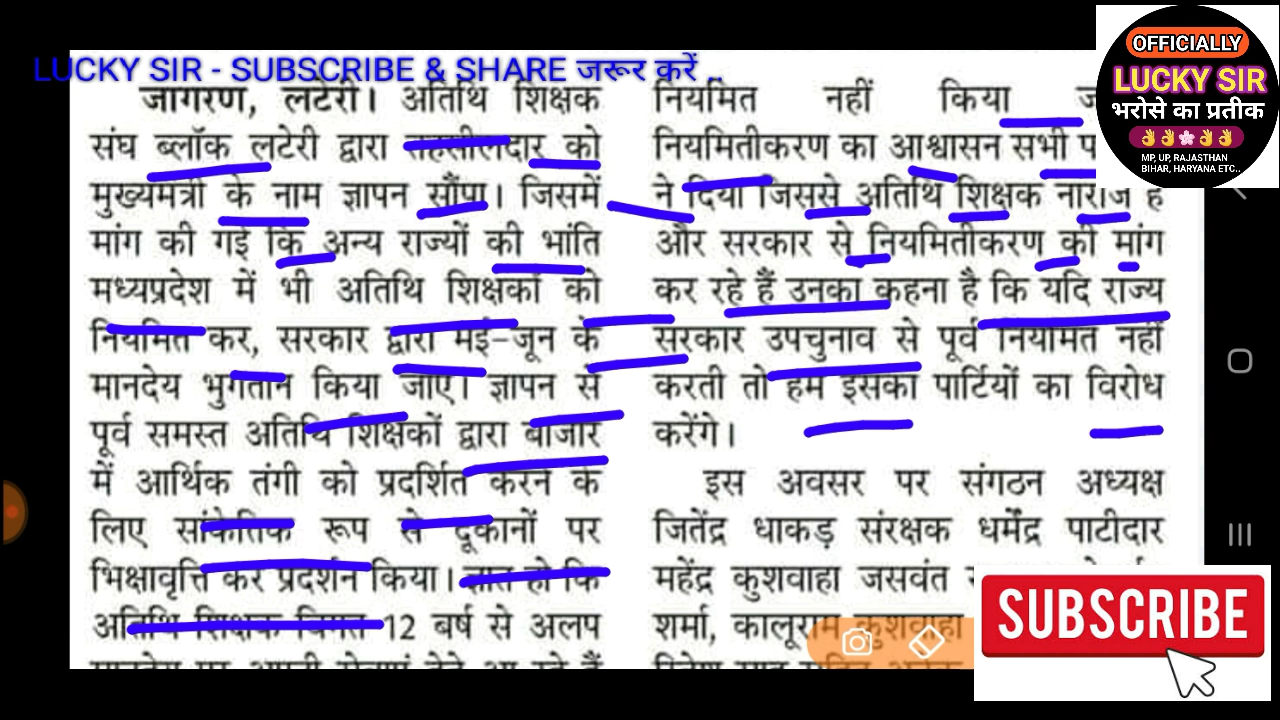 LUCKY SIR - SUBSCRIBE & SHARE जरूर करें ..
जागरण, लटेरी। अतिथि शिक्षक
संघ ब्लॉक लटेरी द्वारा तहसीलदार को
मुख्यमंत्री के नाम ज्ञापन सौंपा। जिसमें
मांग की गई कि अन्य राज्यों की भांति
मध्यप्रदेश में भी अतिथि शिक्षकों को
नियमित कर, सरकार द्वारा मई-जून के
मानदेय भुगतान किया जाए। ज्ञापन से
पूर्व समस्त अतिथि शिक्षकों द्वारा बाजार
में आर्थिक तंगी को प्रदर्शित करने के
लिए सांकेतिक रूप से दूकानों पर
भिक्षावृत्ति कर प्रदर्शन किया। ज्ञात हो कि
अतिथि शिक्षक विगत 12 बर्ष से अलप
नियमित नहीं किया
नियमितीकरण का आश्वासन सभी
ने दिया जिससे अतिथि शिक्षक नाराज है
और सरकार से नियमितीकरण की मांग
कर रहे हैं उनका कहना है कि यदि राज्य
सरकार उपचुनाव से पूर्व नियमित नहीं
करती तो हम इसका पार्टियों का विरोध
करेंगे।
इस अवसर पर संगठन अध्यक्ष
जितेंद्र धाकड़ संरक्षक धर्मेंद्र पाटीदार
महेंद्र कुशवाहा जसवंत
शर्मा, कालूराम कुशवाहा
OFFICIALLY
LUCKY SIR
भरोसे का प्रतीक
MP, UP, RAJASTHAN
BIHAR, HARYANA ETC..
SUBSCRIBE